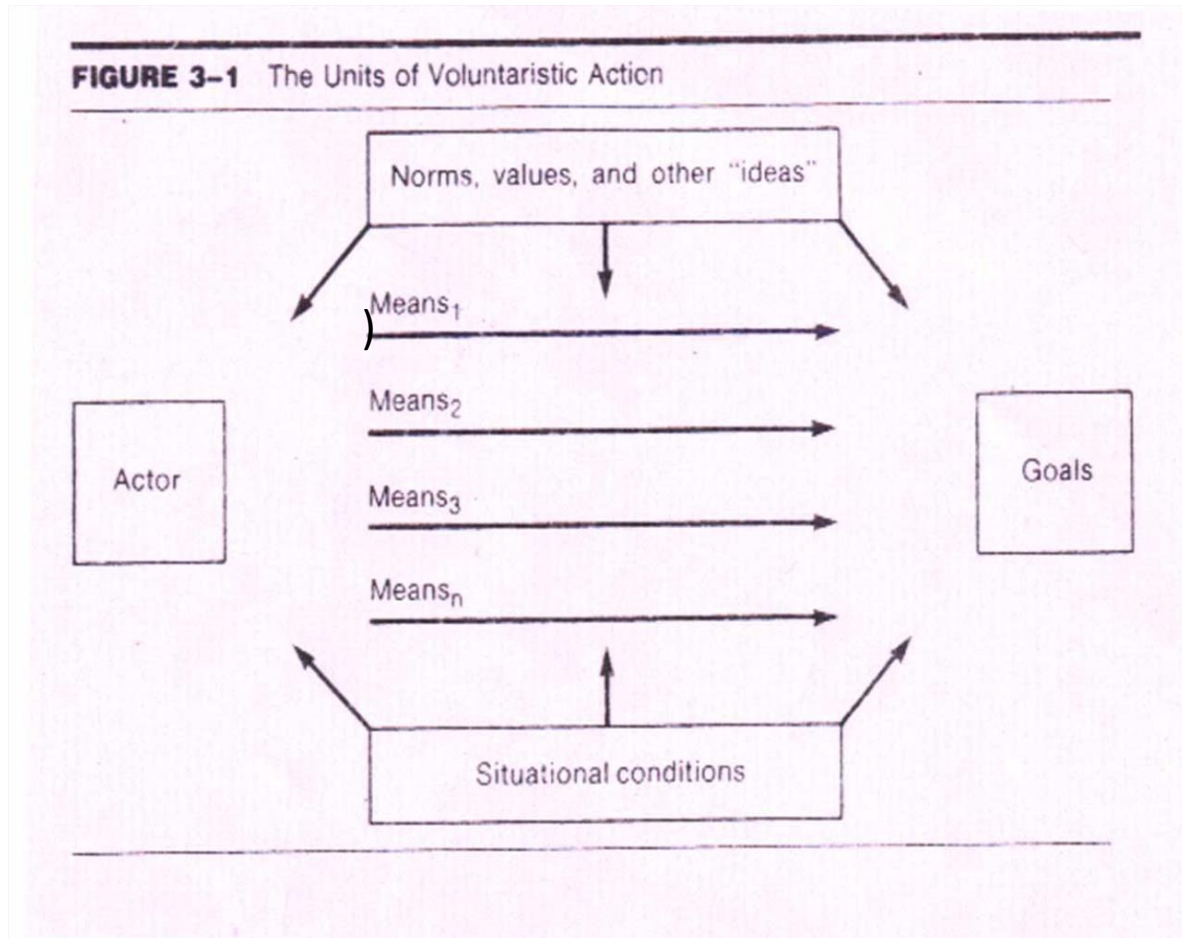 FIGURE 3–1 The Units of Voluntaristic Action
Norms, values, and other "ideas"
Means₁
)
Means₂
Actor
Goals
Means₃
Meansₙ
Situational conditions